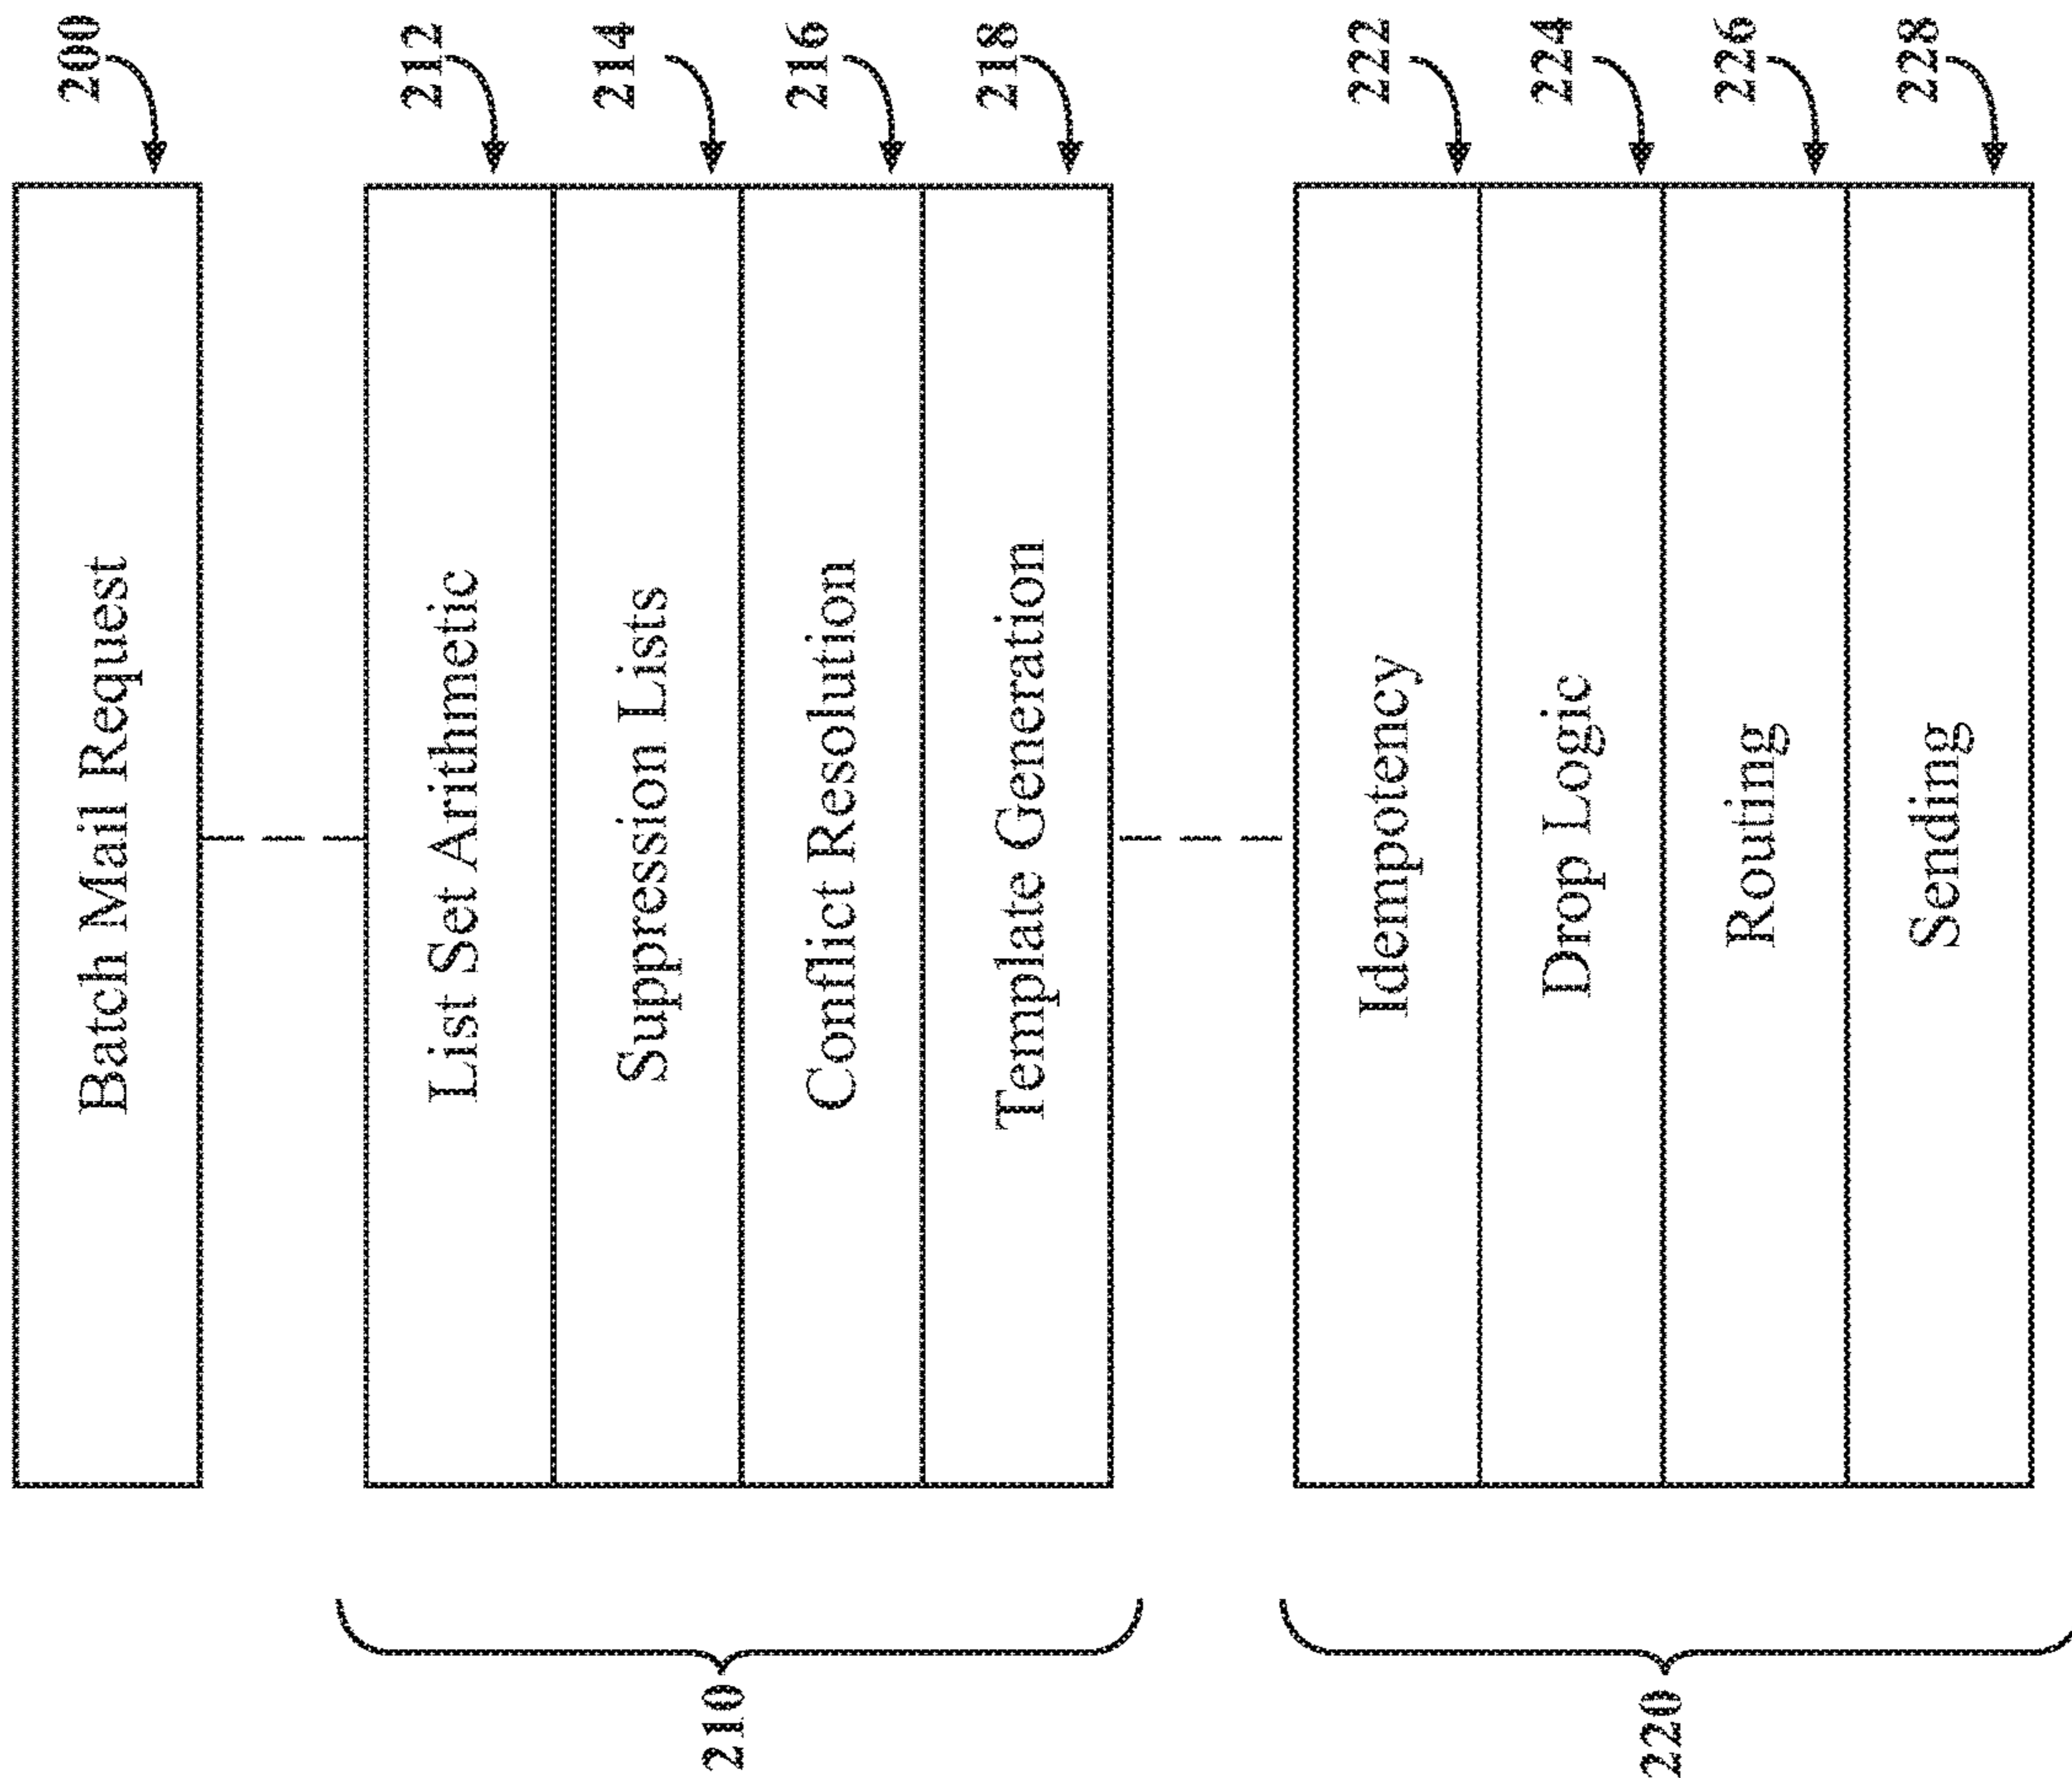 Batch Mail Request
200
210
List Set Arithmetic
212
Suppression Lists
214
Conflict Resolution
216
Template Generation
218
220
Idempotency
222
Drop Logic
224
Routing
226
Sending
228